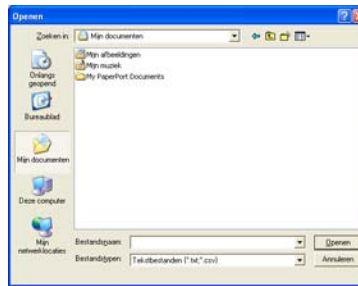 Openen
Zoeken in:
Mijn documenten
Mijn afbeeldingen
Mijn muziek
My PaperPort Documents
Onlangs
geopend
Bureaublad
Mijn documenten
Deze computer
Mijn
netwerklocaties
Bestandsnaam:
Openen
Bestandstypen:
Tekstbestanden (*.txt;*.csv)
Annuleren